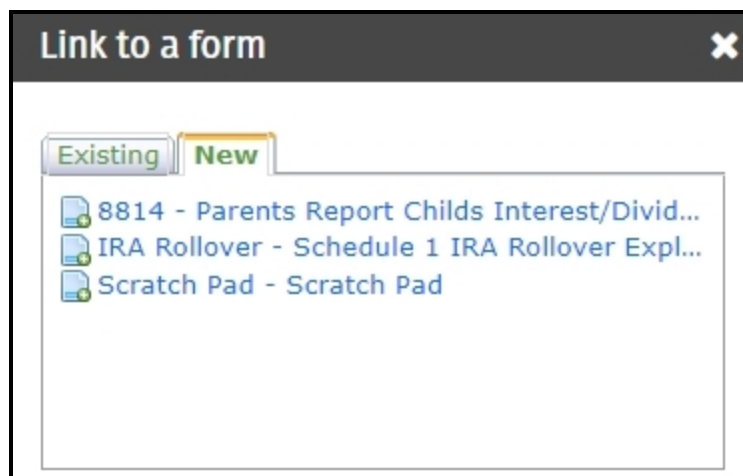 Link to a form
Existing New
8814 - Parents Report Childs Interest/Divid...
IRA Rollover - Schedule 1 IRA Rollover Expl...
Scratch Pad - Scratch Pad